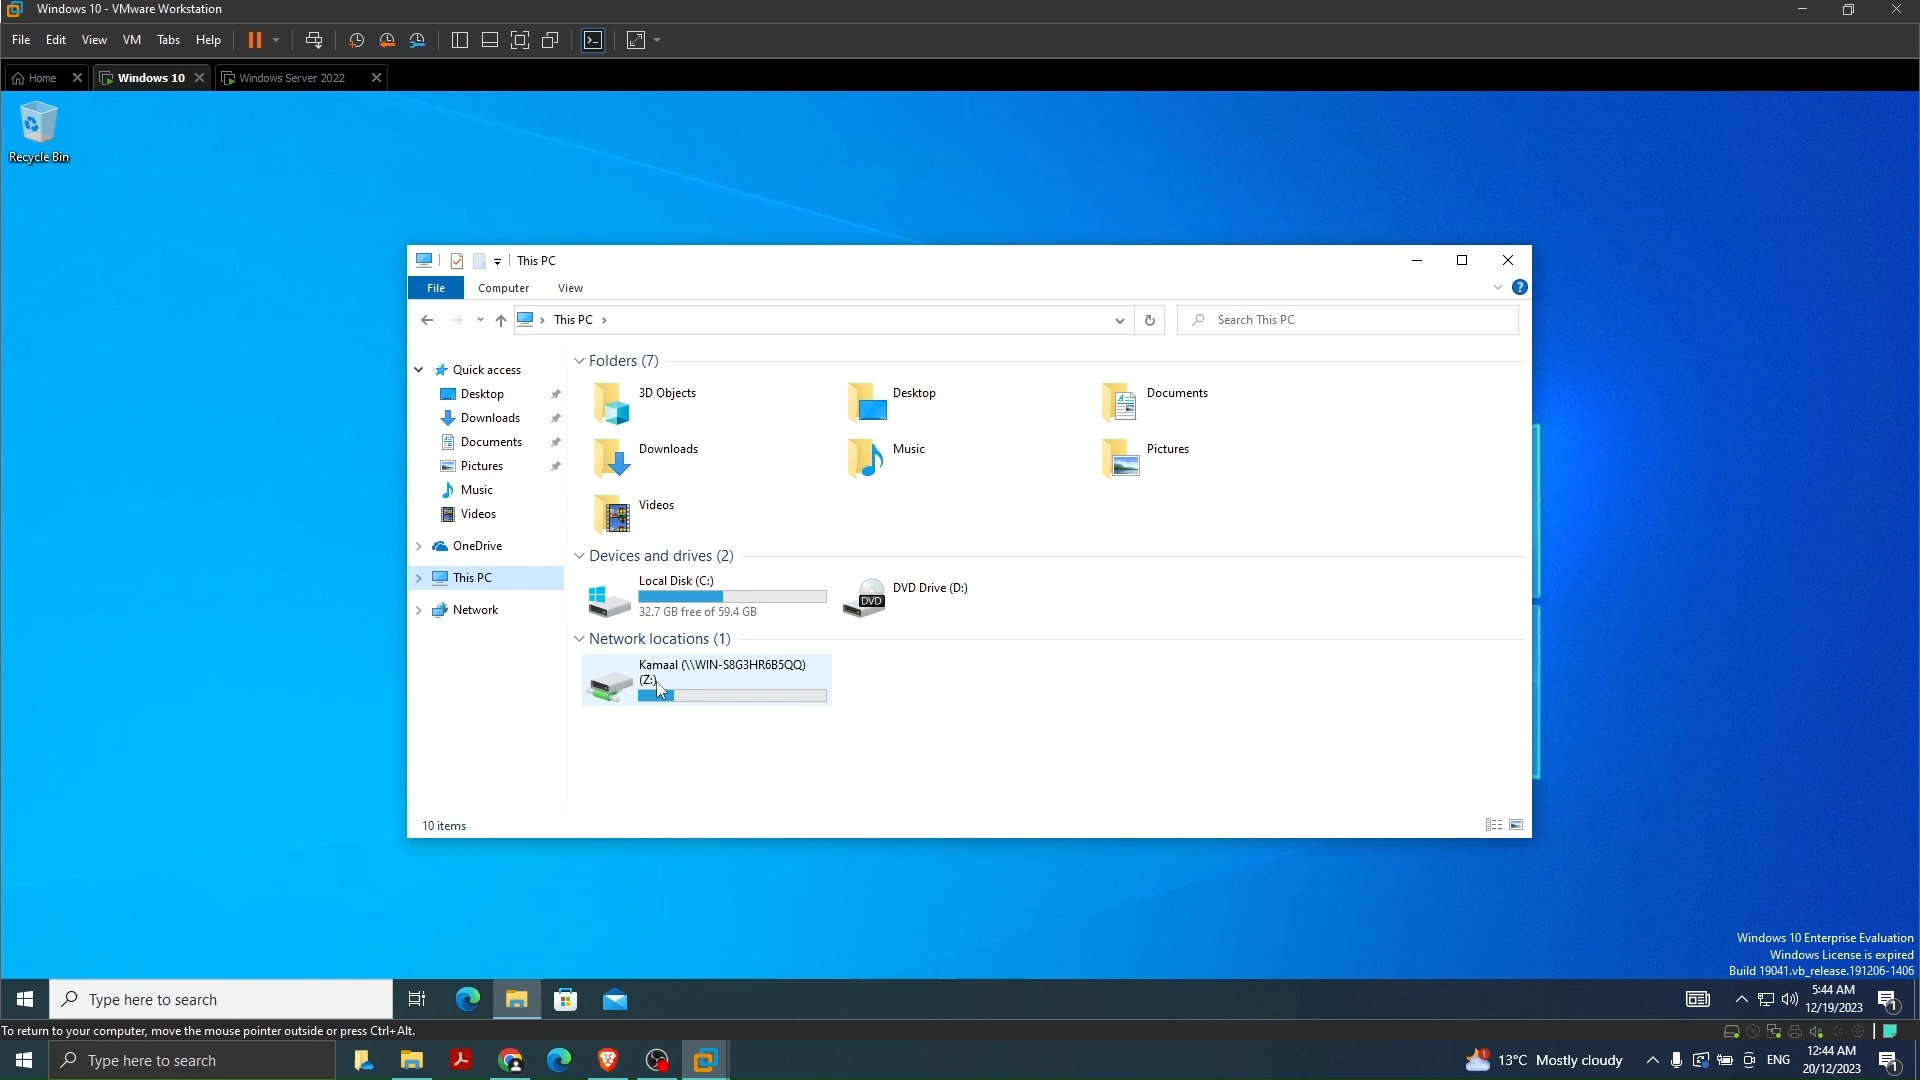 Windows 10 - VMware Workstation
File Edit View VM Tabs Help
Home Windows 10 Windows Server 2022
Recycle Bin
This PC
File Computer View
This PC
Search This PC
Quick access
Desktop
Downloads
Documents
Pictures
Music
Videos
OneDrive
This PC
Network
Folders (7)
3D Objects Desktop Documents
Downloads Music Pictures
Videos
Devices and drives (2)
Local Disk (C:)
32.7 GB free of 59.4 GB
DVD
DVD Drive (D:)
Network locations (1)
Kamaal (\\WIN-S8G3HR6B5QQ)
(Z:)
10 items
Windows 10 Enterprise Evaluation
Windows License is expired
Build 19041.vb_release.191206-1406
Type here to search
5:44 AM
12/19/2023
1
To return to your computer, move the mouse pointer outside or press Ctrl+Alt.
Type here to search
1
13°C Mostly cloudy
ENG
12:44 AM
20/12/2023
1